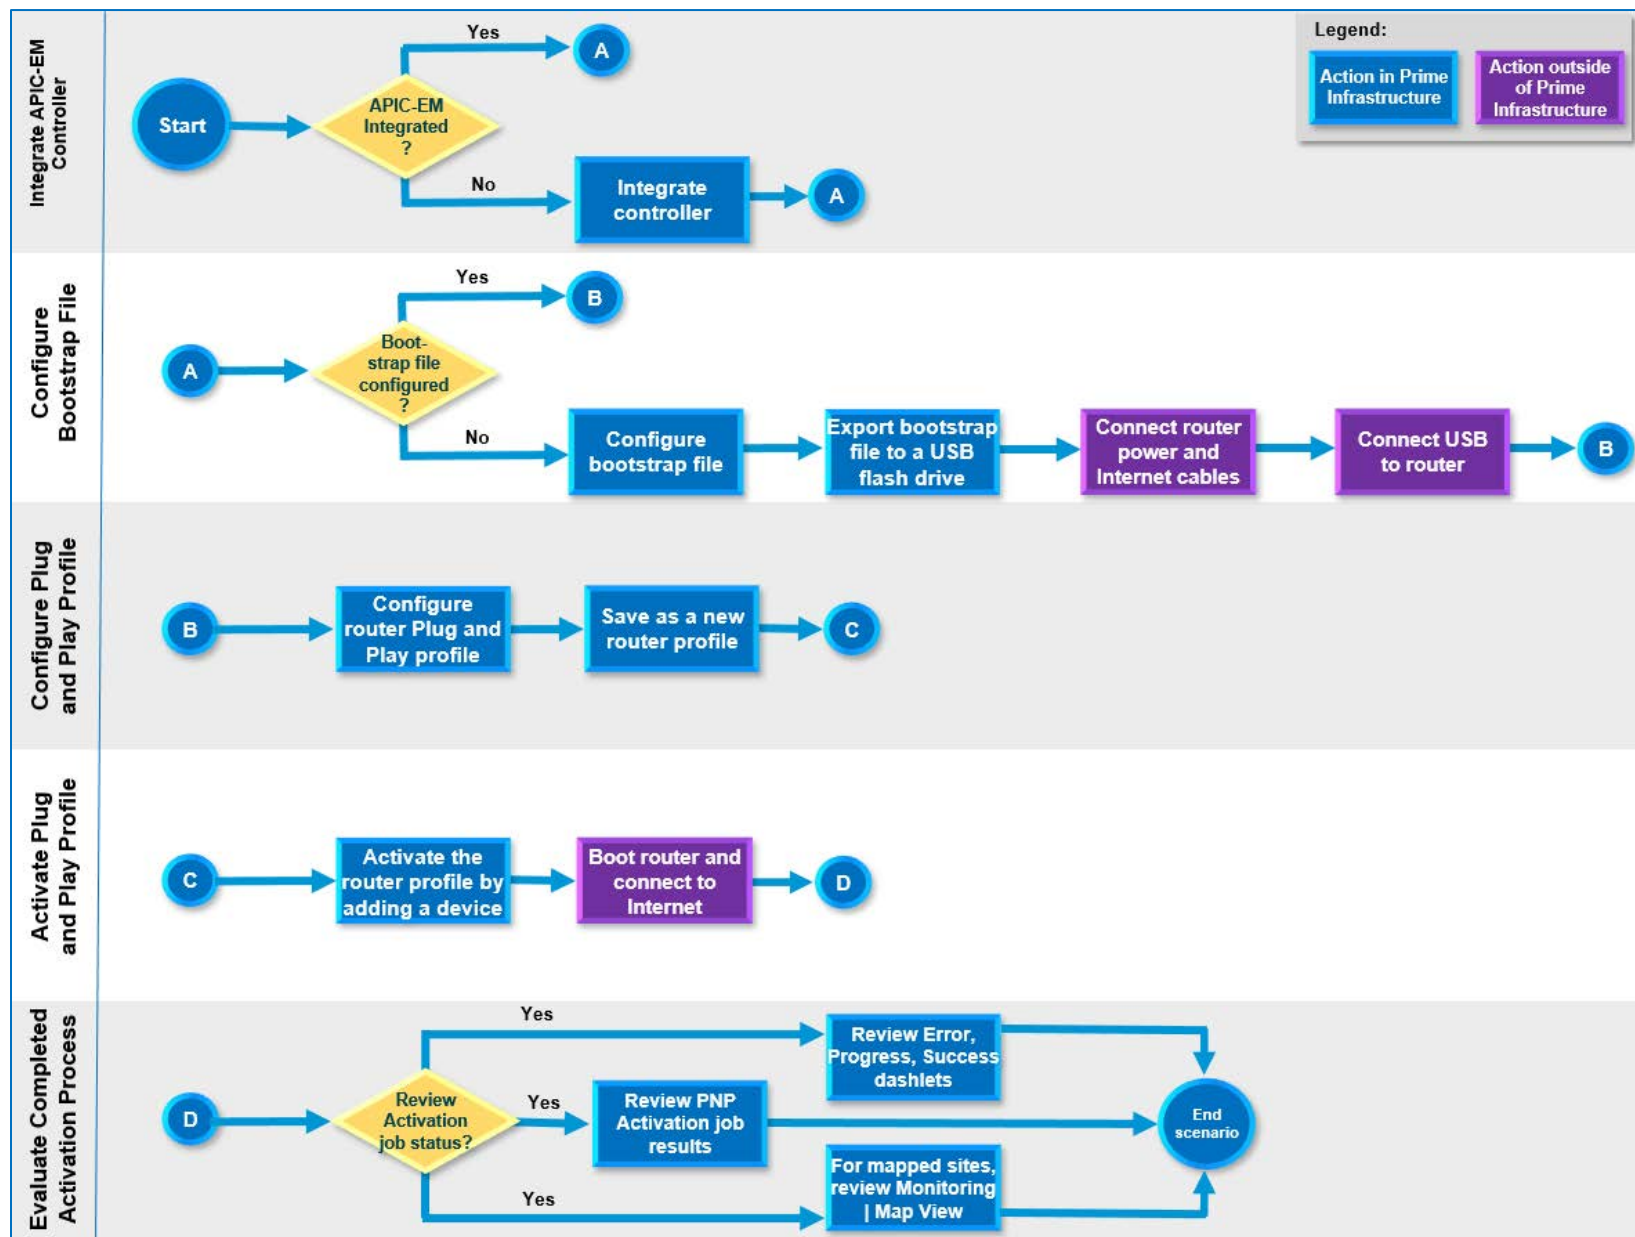 Integrate APIC-EM
Controller
Start
APIC-EM
Integrated
?
Yes
A
No
Integrate
controller
A
Legend:
Action in Prime
Infrastructure
Action outside
of Prime
Infrastructure
Configure
Bootstrap File
A
Boot-
strap file
configured
?
Yes
B
No
Configure
bootstrap file
Export bootstrap
file to a USB
flash drive
Connect router
power and
Internet cables
Connect USB
to router
B
Configure Plug
and Play Profile
B
Configure
router Plug and
Play profile
Save as a new
router profile
C
Activate Plug
and Play Profile
C
Activate the
router profile by
adding a device
Boot router and
connect to
Internet
D
Evaluate Completed
Activation Process
D
Review
Activation
job status?
Yes
Review Error,
Progress, Success
dashlets
Yes
Review PNP
Activation job
results
Yes
For mapped sites,
review Monitoring
| Map View
End
scenario